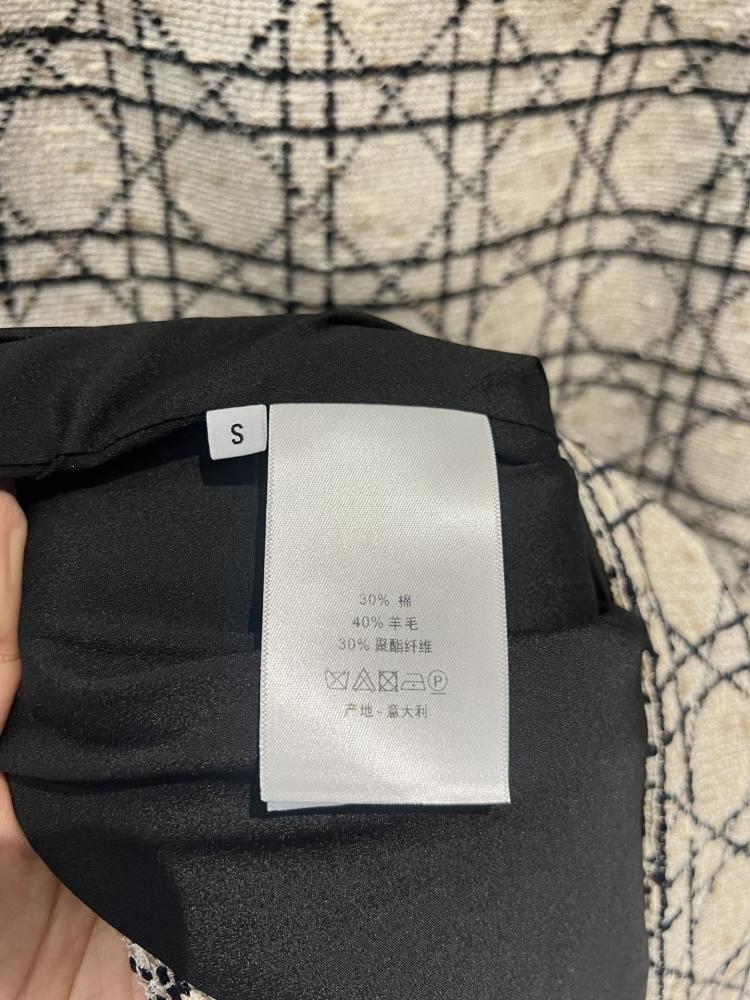 S
30% 棉
40% 羊毛
30% 聚酯纤维
P
产地 - 意大利